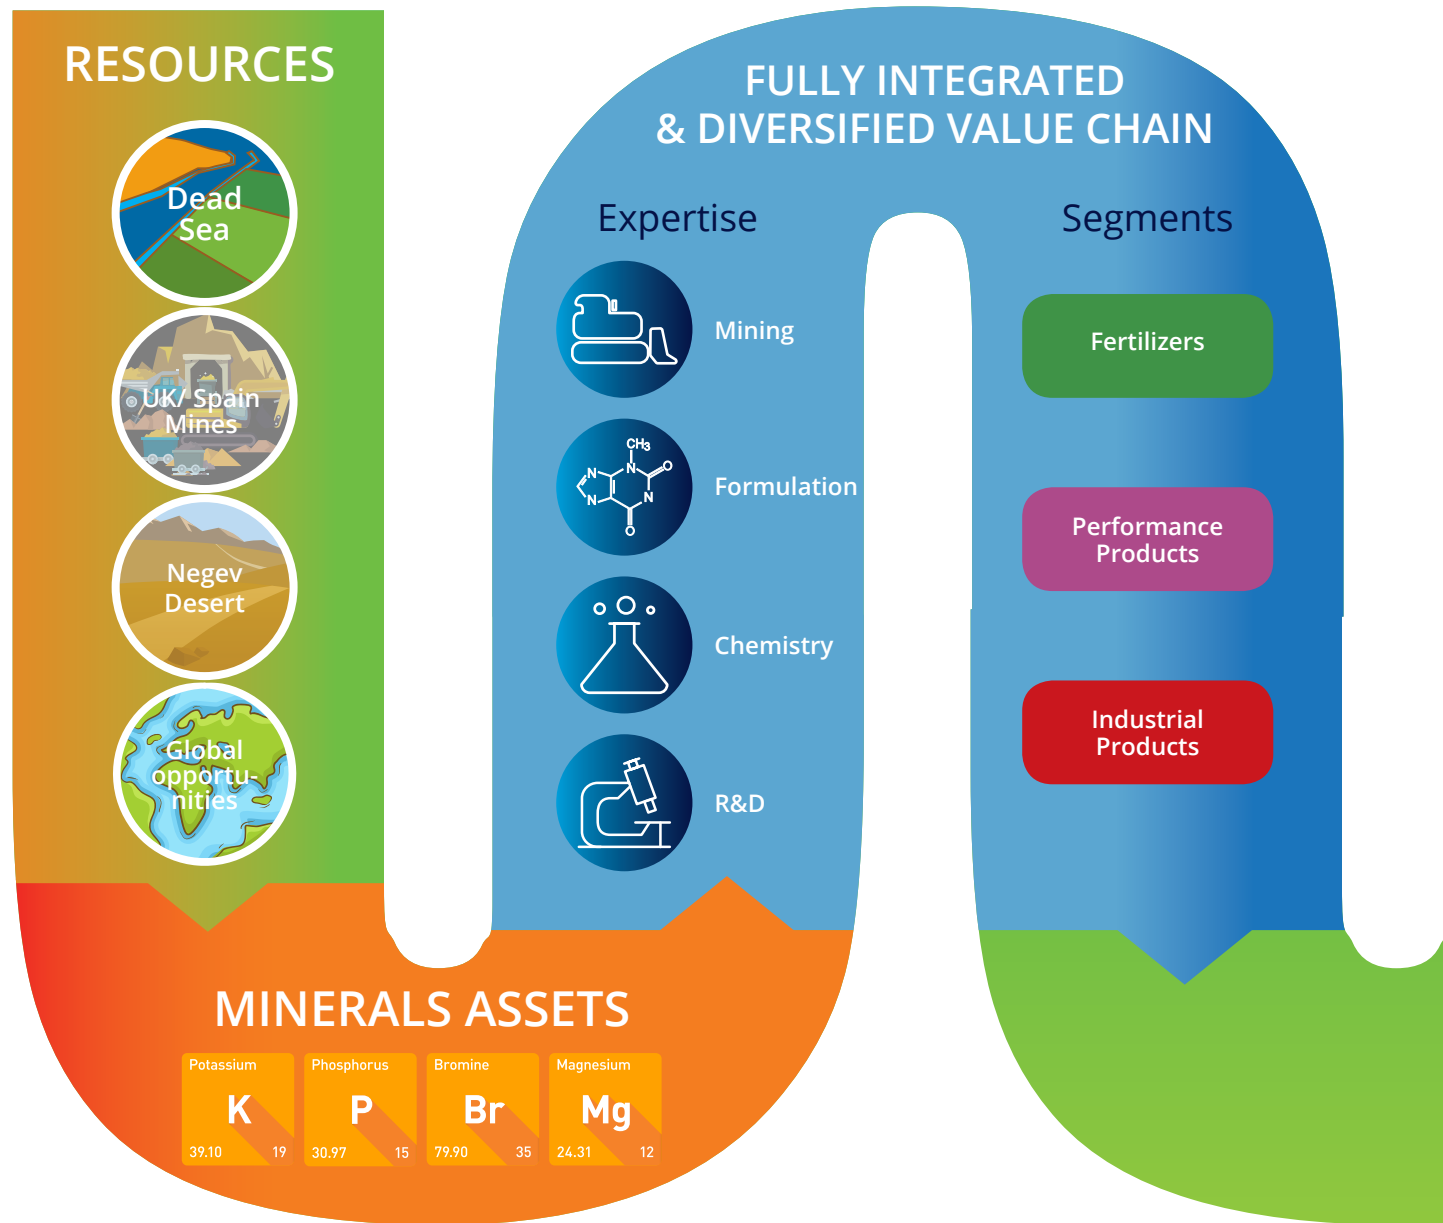 RESOURCES
Dead
Sea
UK/ Spain
Mines
Negev
Desert
Global
opportu-
nities
MINERALS ASSETS
Potassium
K
39.10 19
Phosphorus
P
30.97 15
Bromine
Br
79.90 35
Magnesium
Mg
24.31 12
FULLY INTEGRATED
& DIVERSIFIED VALUE CHAIN
Expertise
Mining
CH3
N
O
N
N
N
O
Formulation
Chemistry
R&D
Segments
Fertilizers
Performance
Products
Industrial
Products